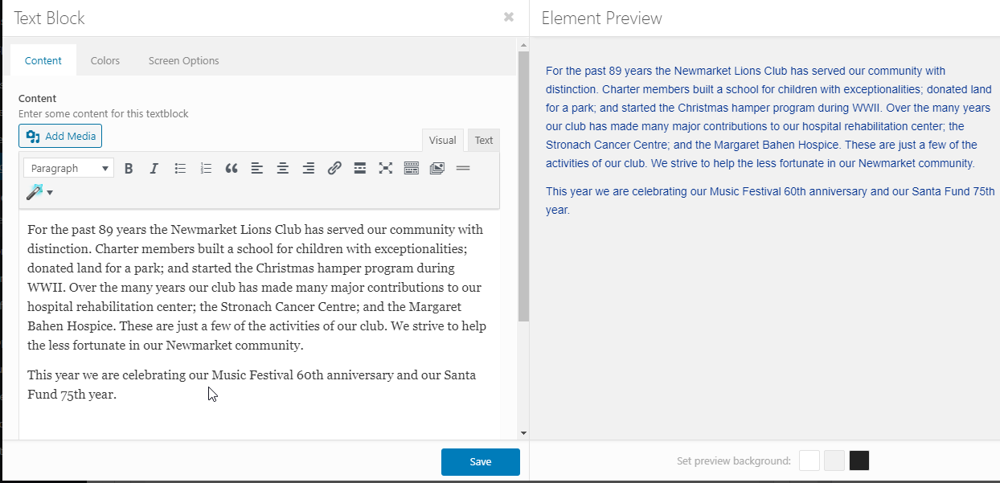 Text Block
Content
Colors
Screen Options
Content
Enter some content for this textblock
Add Media
Visual
Text
Paragraph
For the past 89 years the Newmarket Lions Club has served our community with
distinction. Charter members built a school for children with exceptionalities;
donated land for a park; and started the Christmas hamper program during
WWII. Over the many years our club has made many major contributions to our
hospital rehabilitation center; the Stronach Cancer Centre; and the Margaret
Bahen Hospice. These are just a few of the activities of our club. We strive to help
the less fortunate in our Newmarket community.
This year we are celebrating our Music Festival 60th anniversary and our Santa
Fund 75th year.
Save
Element Preview
For the past 89 years the Newmarket Lions Club has served our community with
distinction. Charter members built a school for children with exceptionalities; donated land
for a park; and started the Christmas hamper program during WWII. Over the many years
our club has made many major contributions to our hospital rehabilitation center; the
Stronach Cancer Centre; and the Margaret Bahen Hospice. These are just a few of the
activities of our club. We strive to help the less fortunate in our Newmarket community.
This year we are celebrating our Music Festival 60th anniversary and our Santa Fund 75th
year.
Set preview background: